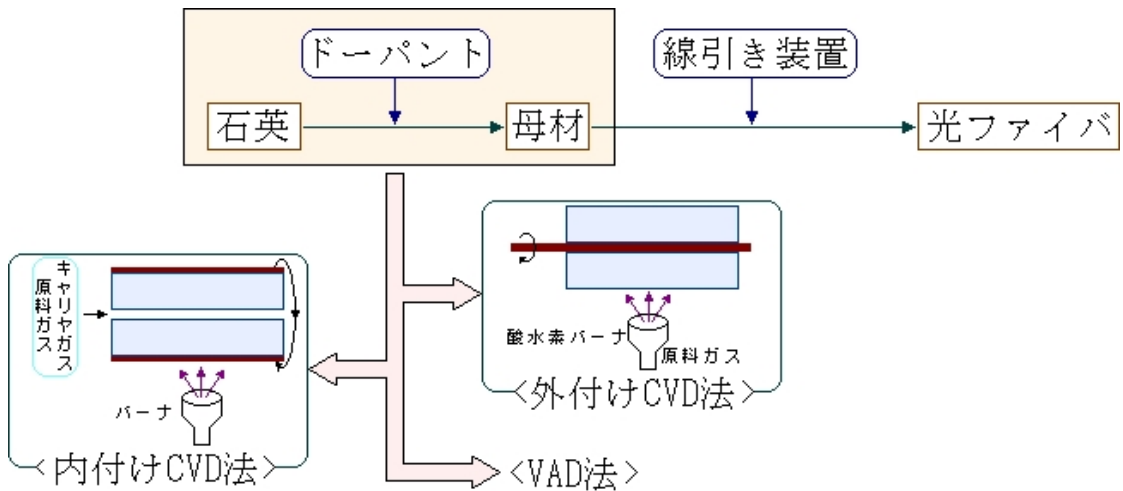 ドーパント
線引き装置
石英
母材
光ファイバ
キャリヤガス
原料ガス
バーナ
<内付けCVD法>
酸水素バーナ
原料ガス
<外付けCVD法>
<VAD法>